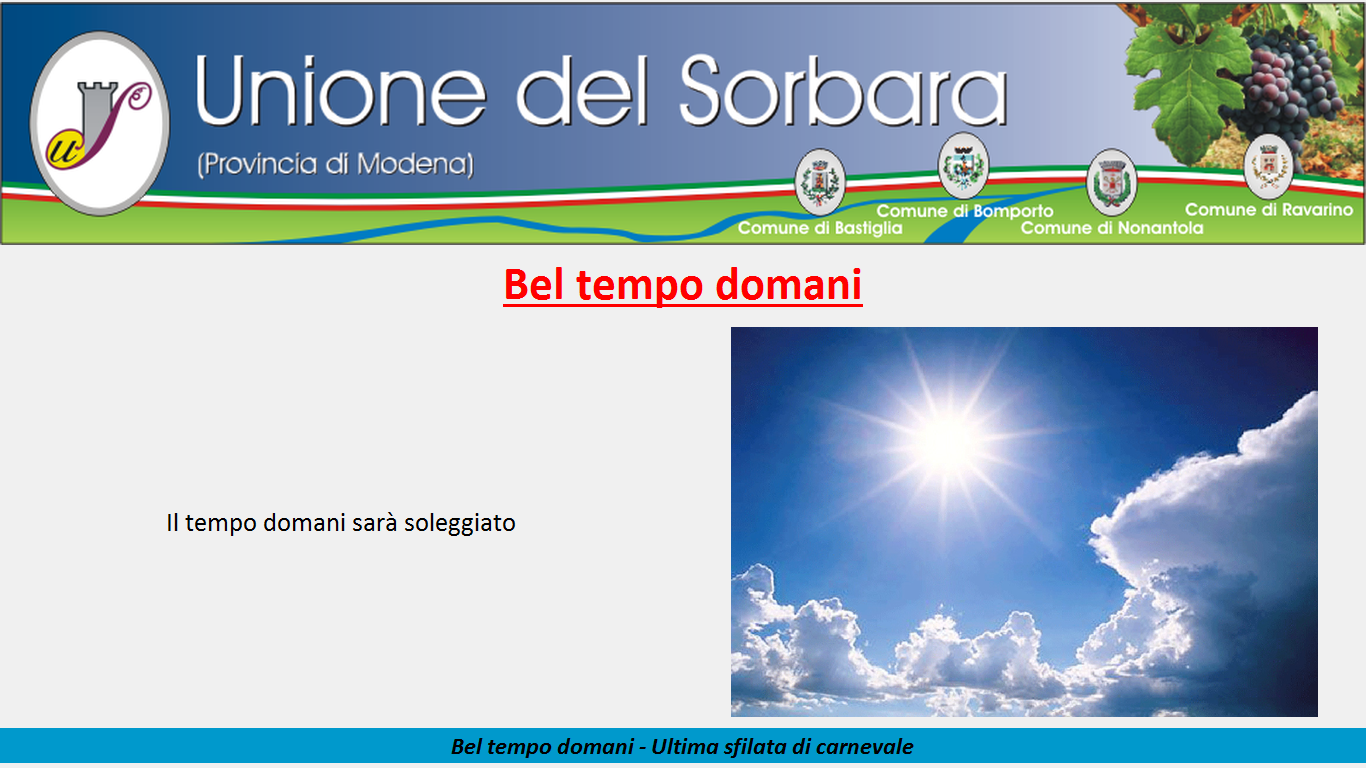 Unione del Sorbara
(Provincia di Modena)
Comune di Bastiglia
Comune di Bomporto
Comune di Nonantola
Comune di Ravarino
Bel tempo domani
Il tempo domani sarà soleggiato
Bel tempo domani - Ultima sfilata di carnevale